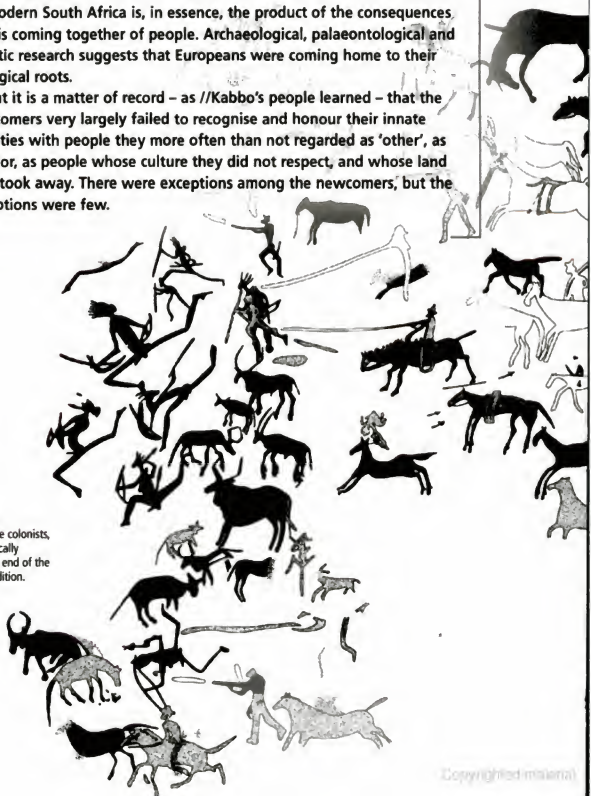 odern South Africa is, in essence, the product of the consequences
is coming together of people. Archaeological, palaeontological and
tic research suggests that Europeans were coming home to their
gical roots.
t it is a matter of record – as //Kabbo's people learned – that the
omers very largely failed to recognise and honour their innate
ties with people they more often than not regarded as 'other', as
or, as people whose culture they did not respect, and whose land
took away. There were exceptions among the newcomers, but the
ptions were few.
e colonists,
cally
end of the
dition.
Copyrighted material